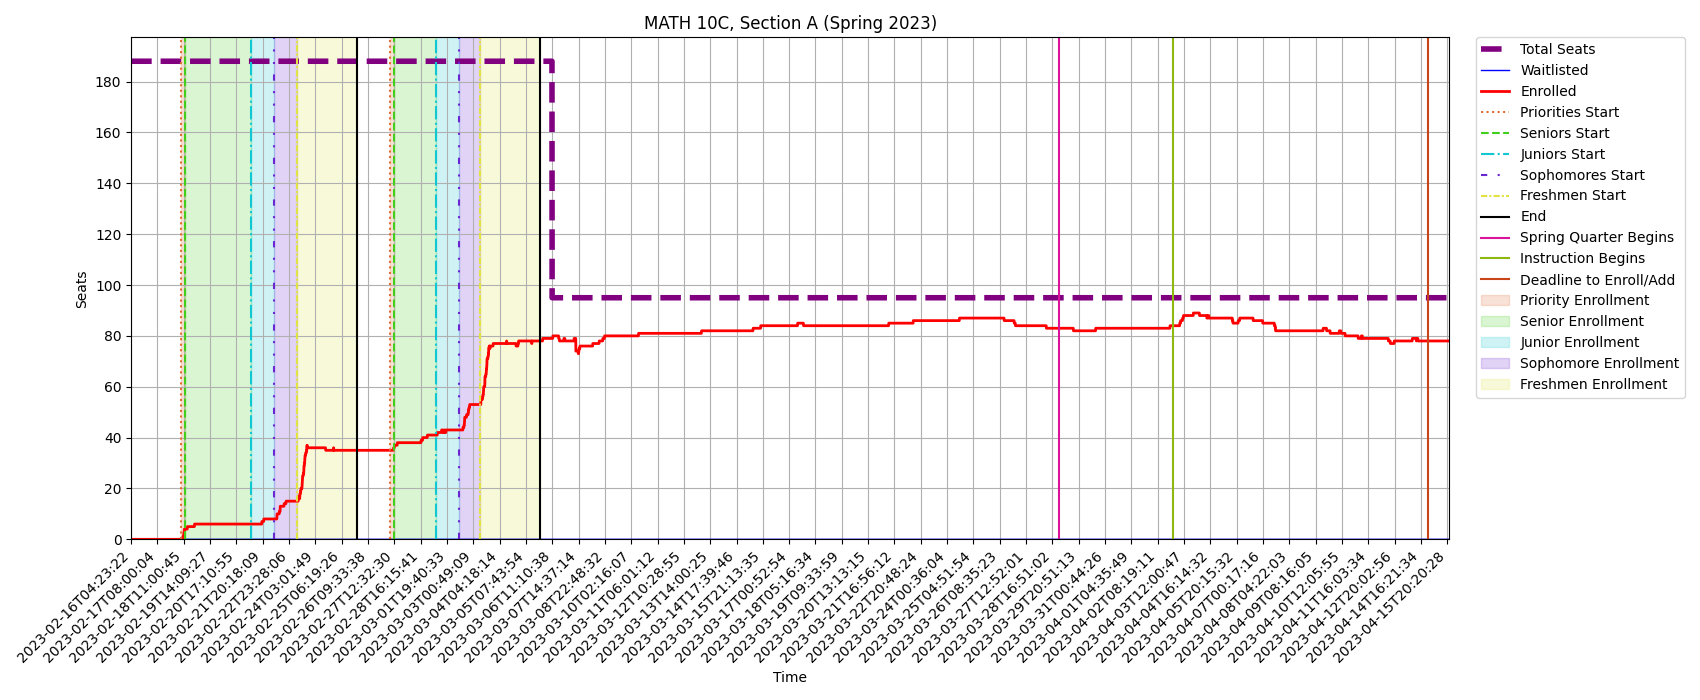 MATH 10C, Section A (Spring 2023)
Seats
180
160
140
120
100
80
60
40
20
0
2023-02-16T04:23:22
2023-02-17T08:00:04
2023-02-18T11:00:45
2023-02-19T14:09:27
2023-02-20T17:10:55
2023-02-21T20:18:09
2023-02-22T23:28:06
2023-02-24T03:01:49
2023-02-25T06:19:26
2023-02-26T09:33:38
2023-02-27T12:32:30
2023-02-28T16:15:41
2023-03-01T19:40:33
2023-03-03T00:49:09
2023-03-04T04:18:14
2023-03-05T07:43:54
2023-03-06T11:10:38
2023-03-07T14:37:14
2023-03-08T22:48:32
2023-03-10T02:16:07
2023-03-11T06:01:12
2023-03-12T10:28:55
2023-03-13T14:00:25
2023-03-14T17:39:46
2023-03-15T21:13:35
2023-03-17T00:52:54
2023-03-18T05:16:34
2023-03-19T09:33:59
2023-03-20T13:13:15
2023-03-21T16:56:12
2023-03-22T20:48:24
2023-03-24T00:36:04
2023-03-25T04:51:54
2023-03-26T08:35:23
2023-03-27T12:52:01
2023-03-28T16:51:02
2023-03-29T20:51:13
2023-03-31T00:44:26
2023-04-01T04:35:49
2023-04-02T08:19:11
2023-04-03T12:00:47
2023-04-04T16:14:32
2023-04-05T20:15:32
2023-04-07T00:17:16
2023-04-08T04:22:03
2023-04-09T08:16:05
2023-04-10T12:05:55
2023-04-11T16:03:34
2023-04-12T20:02:56
2023-04-14T16:21:34
2023-04-15T20:20:28
Time
Total Seats
Waitlisted
Enrolled
Priorities Start
Seniors Start
Juniors Start
Sophomores Start
Freshmen Start
End
Spring Quarter Begins
Instruction Begins
Deadline to Enroll/Add
Priority Enrollment
Senior Enrollment
Junior Enrollment
Sophomore Enrollment
Freshmen Enrollment